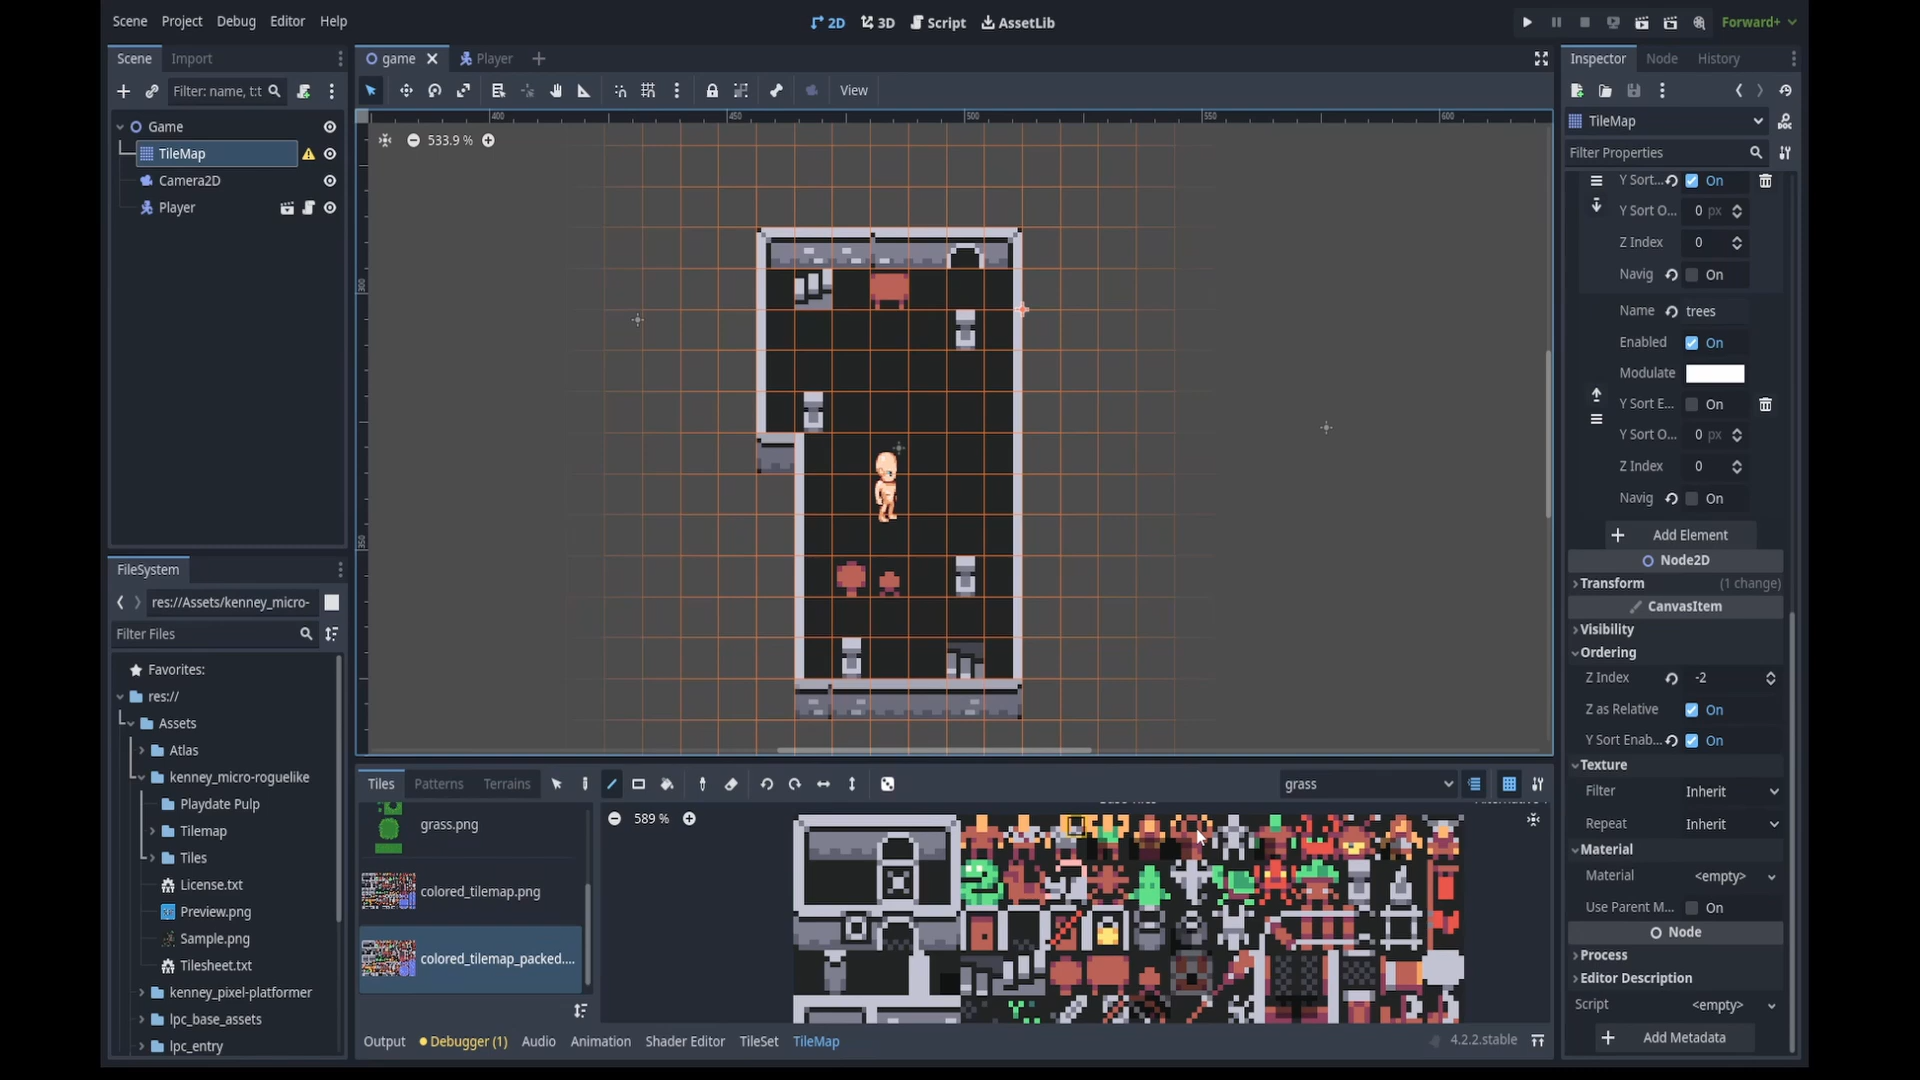 Scene Project Debug Editor Help
2D 3D Script AssetLib
Forward+
Scene Import
game Player
Inspector Node History
Filter: name, t:t
View
Game
TileMap
Camera2D
Player
400 450 500 550 600
533.9 %
300
350
TileMap
Filter Properties
Y Sort.. On
Y Sort O... 0 px
Z Index 0
Navig On
Name trees
Enabled On
Modulate
Y Sort E... On
Y Sort O... 0 px
Z Index 0
Navig On
Add Element
Node2D
Transform (1 change)
CanvasItem
Visibility
Ordering
Z Index -2
Z as Relative On
Y Sort Enab.. On
Texture
Filter Inherit
Repeat Inherit
Material
Material <empty>
Use Parent M... On
Node
Process
Editor Description
Script <empty>
Add Metadata
FileSystem
res://Assets/kenney_micro-
Filter Files
Favorites:
res://
Assets
Atlas
kenney_micro-roguelike
Playdate Pulp
Tilemap
Tiles
License.txt
Preview.png
Sample.png
Tilesheet.txt
kenney_pixel-platformer
lpc_base_assets
lpc_entry
Tiles Patterns Terrains
grass
grass.png
589 %
colored_tilemap.png
colored_tilemap_packed....
Output Debugger (1) Audio Animation Shader Editor TileSet TileMap
4.2.2.stable